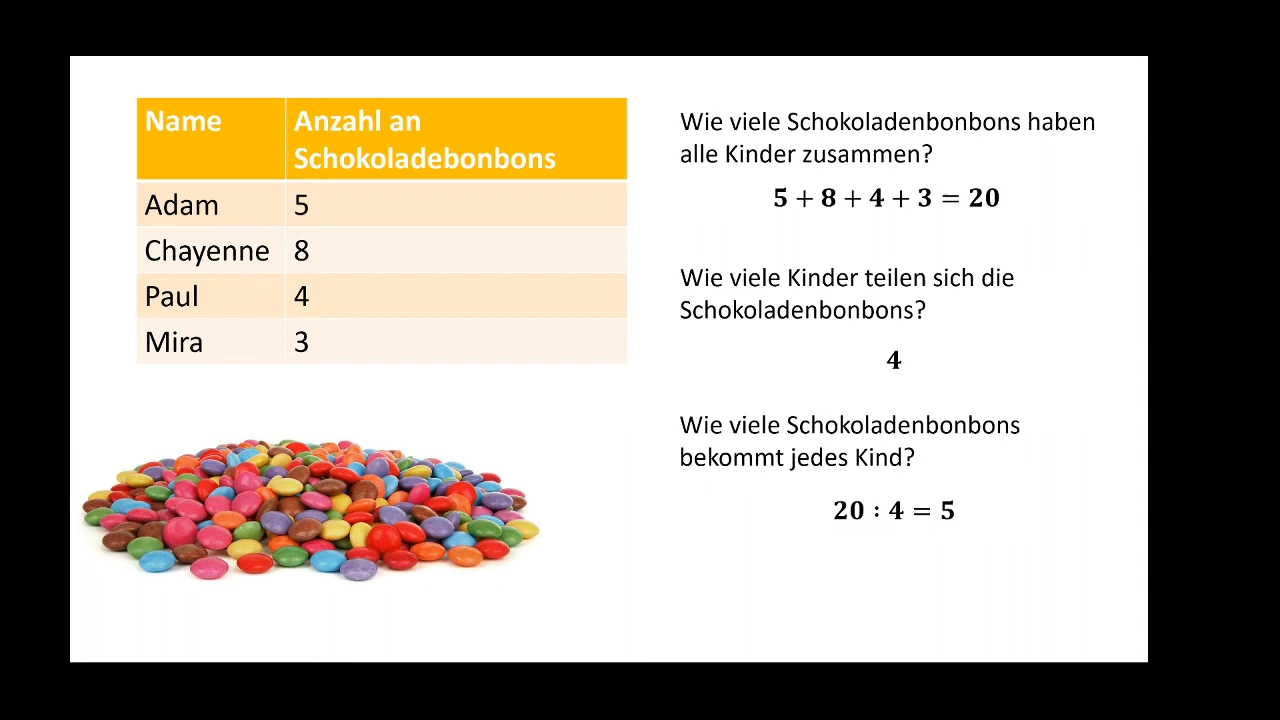 Name
Anzahl an
Schokoladebonbons
Adam 5
Chayenne 8
Paul 4
Mira 3
Wie viele Schokoladenbonbons haben
alle Kinder zusammen?
5 + 8 + 4 + 3 = 20
Wie viele Kinder teilen sich die
Schokoladenbonbons?
4
Wie viele Schokoladenbonbons
bekommt jedes Kind?
20 : 4 = 5